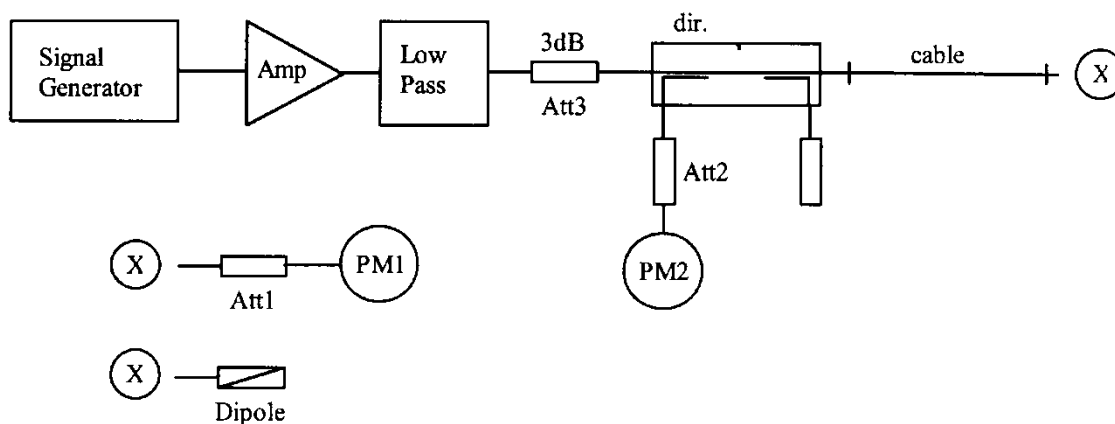 Signal
Generator
Amp
Low
Pass
3dB
Att3
dir.
cable
X
Att2
PM2
X
Att1
PM1
X
Dipole